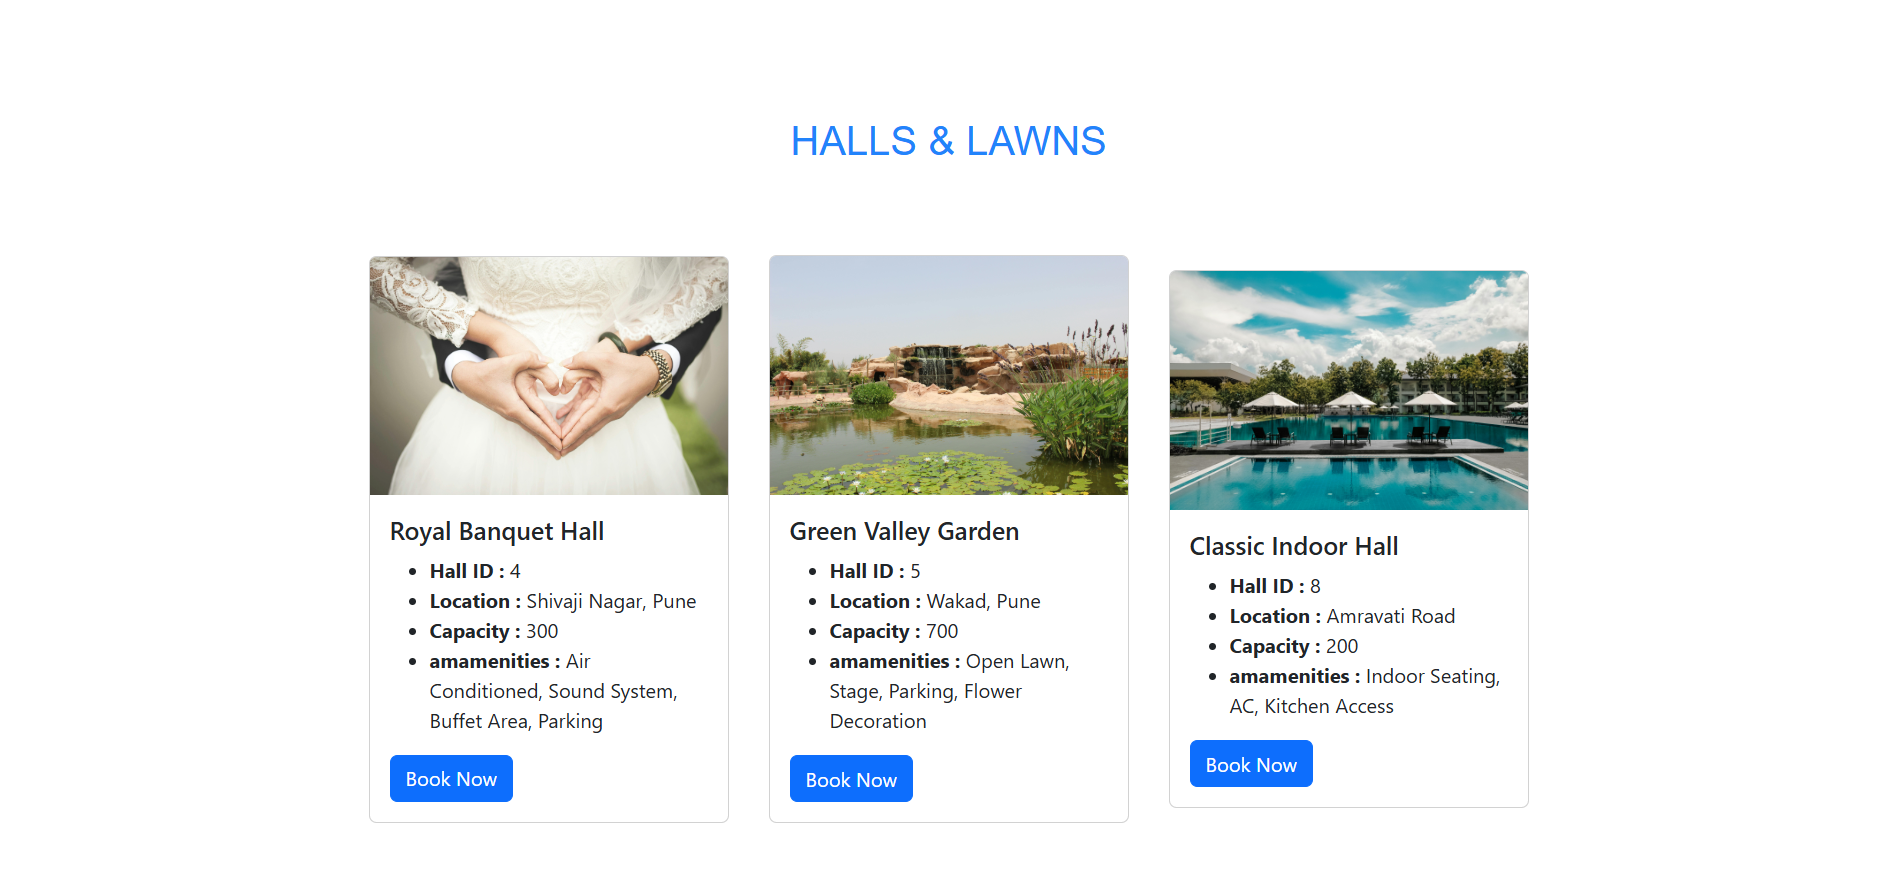 HALLS & LAWNS
Royal Banquet Hall
• Hall ID : 4
• Location : Shivaji Nagar, Pune
• Capacity : 300
• amamenities : Air
Conditioned, Sound System,
Buffet Area, Parking
Book Now
Green Valley Garden
• Hall ID : 5
• Location : Wakad, Pune
• Capacity : 700
• amamenities : Open Lawn,
Stage, Parking, Flower
Decoration
Book Now
Classic Indoor Hall
• Hall ID : 8
• Location : Amravati Road
• Capacity : 200
• amamenities : Indoor Seating,
AC, Kitchen Access
Book Now